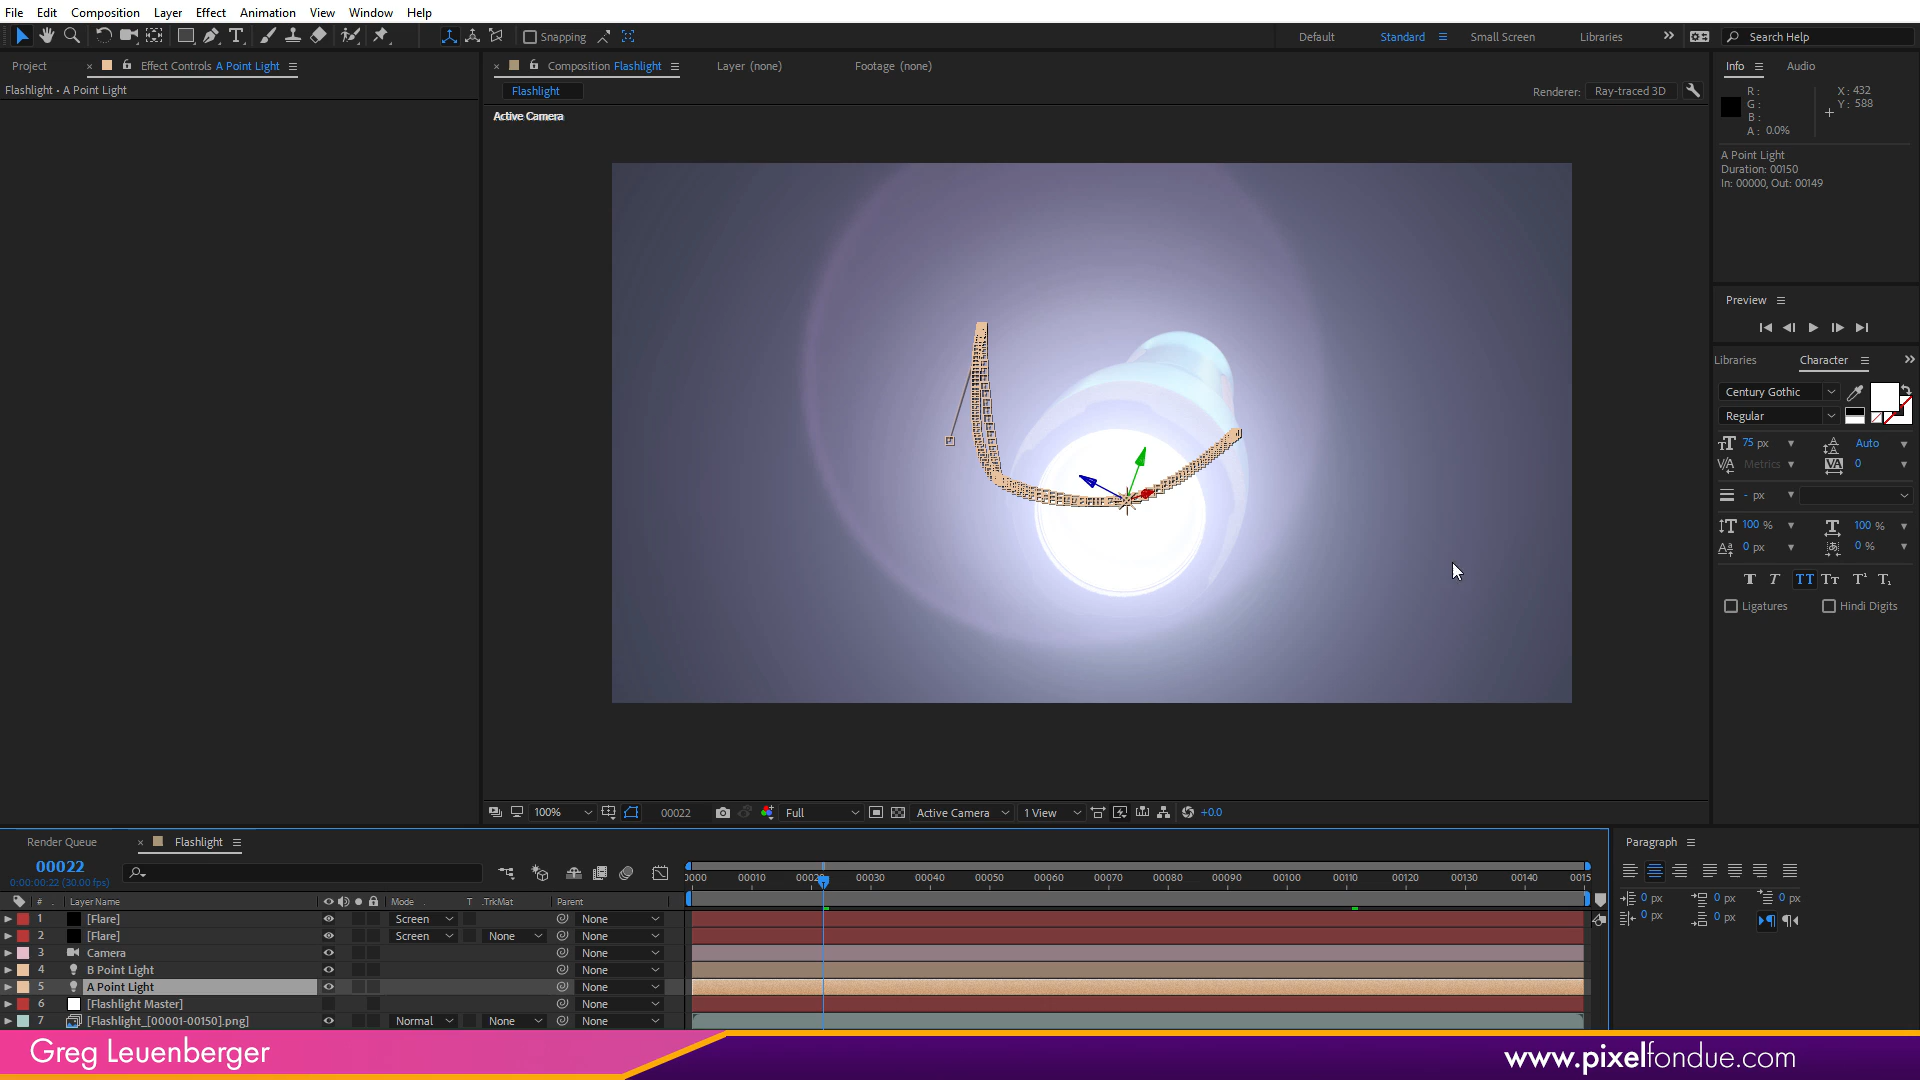 File Edit Composition Layer Effect Animation View Window Help
Snapping Default Standard Small Screen Libraries Search Help
Project Effect Controls A Point Light Composition Flashlight Layer (none) Footage (none) Info Audio
Flashlight • A Point Light
Flashlight Renderer: Ray-traced 3D
R: X: 432
G: Y: 588
B:
A: 0.0%
Active Camera
A Point Light
Duration: 00150
In: 00000, Out: 00149
Preview
Libraries Character
Century Gothic
Regular
75 px Auto
Metrics 0
- px
100 % 100 %
0 px 0 %
Ligatures Hindi Digits
100% 00022 Full Active Camera 1 View +0.0
Render Queue Flashlight Paragraph
00022
0:00:00:22 (30.00 fps)
0000 00010 00030 00040 00050 00060 00070 00080 00090 00100 00110 00120 00130 00140 0015
0 px 0 px 0 px
0 px 0 px
# Layer Name Mode T .TrkMat Parent
1 [Flare] Screen None
2 [Flare] Screen None None
3 Camera None
4 B Point Light None
5 A Point Light None
6 [Flashlight Master] None
7 [Flashlight_[00001-00150].png] Normal None None
Greg Leuenberger
www.pixelfondue.com